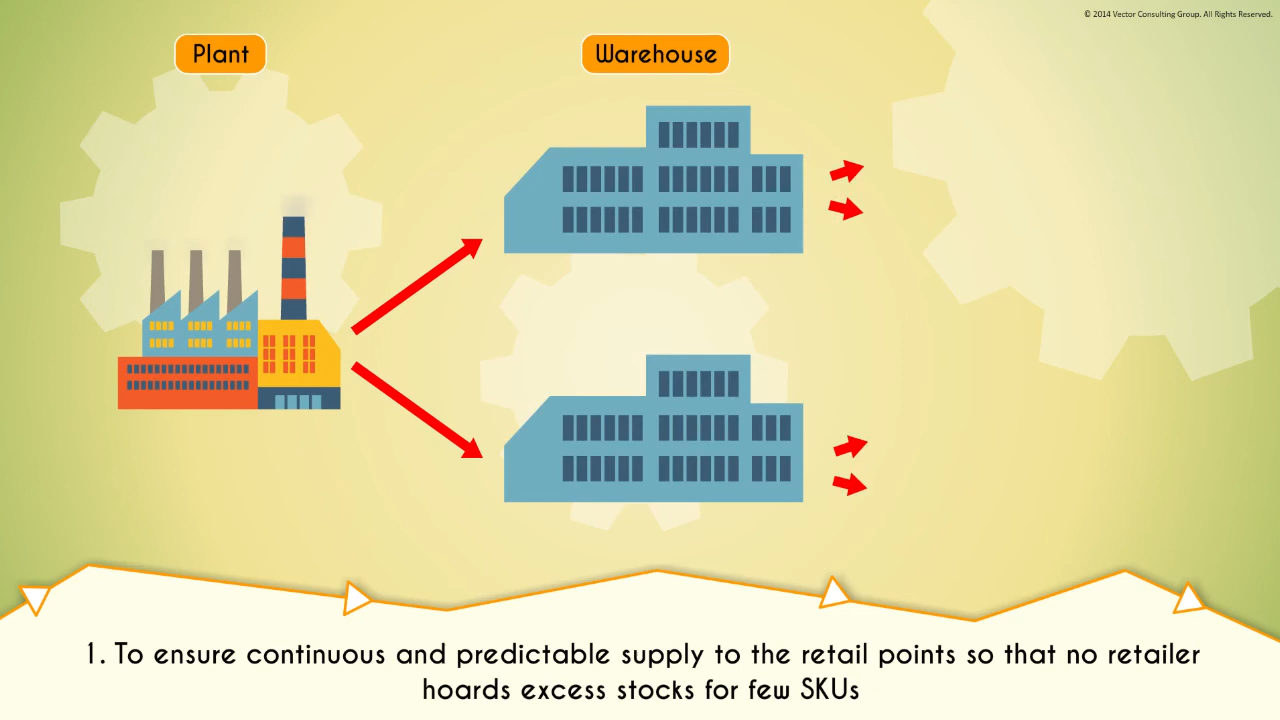 © 2014 Vector Consulting Group. All Rights Reserved.
Plant
Warehouse
1. To ensure continuous and predictable supply to the retail points so that no retailer
hoards excess stocks for few SKUs